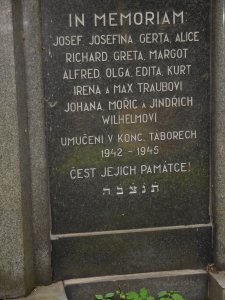 IN MEMORIAM
JOSEF, JOSEFINA, GERTA, ALICE
RICHARD, GRETA, MARGOT
ALFRED, OLGA, EDITA, KURT
IRENA a MAX TRAUBOVI
JOHANA, MOŘIC a JINDŘICH
WILHELMOVI
UMUČENI V KONC. TÁBORECH
1942 - 1945
ČEST JEJICH PAMÁTCE!
תנצבה